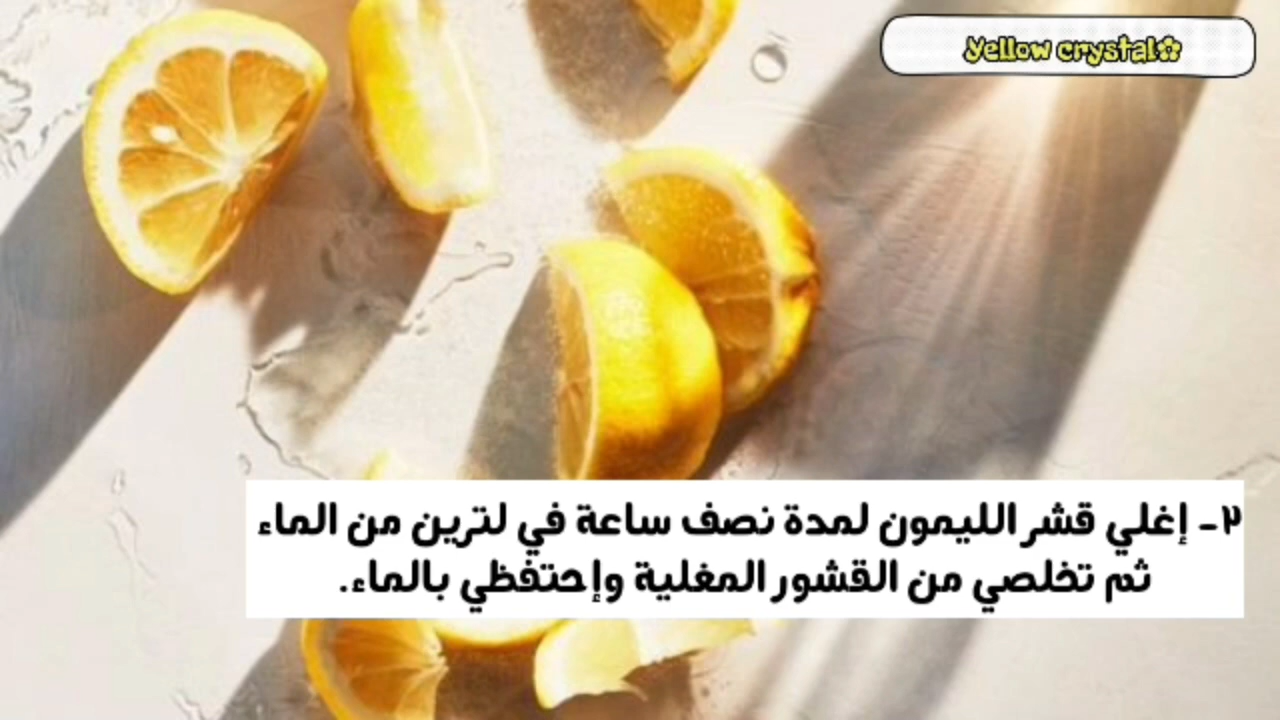 Yellow crystal✿
٢- إغلي قشر الليمون لمدة نصف ساعة في لترين من الماء
ثم تخلصي من القشور المغلية وإحتفظي بالماء.